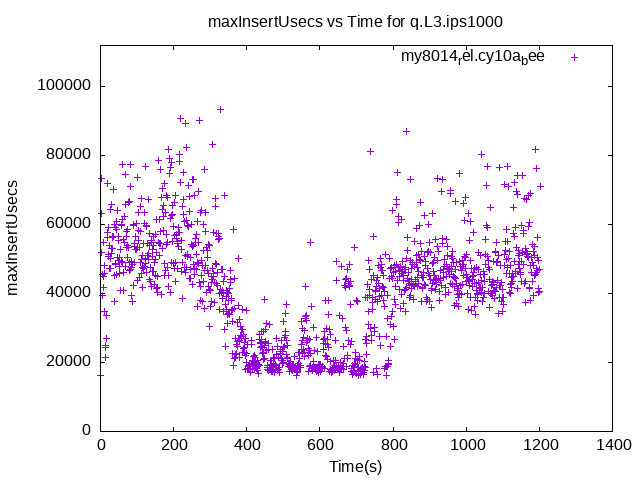 maxInsertUsecs vs Time for q.L3.ips1000
my8014rel.cy10abee
100000
80000
60000
40000
20000
0
maxInsertUsecs
0 200 400 600 800 1000 1200 1400
Time(s)